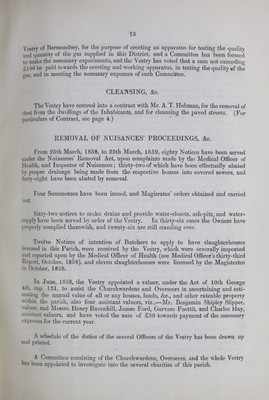 15
Vestry of Bermondsey, for the purpose of erecting an apparatus for testing the quality
and quantity of the gas supplied in this District, and a Committee has been formed
to make the necessary experiments, and the Vestry has voted that a sum not exceeding
£100 be paid towards the erecting and working apparatus, in testing the quality of the
gas, and in meeting the necessary expenses of such Committee.
CLEANSING, &c.
The Vestry have entered into a contract with Mr. A. T. Hobman, for the removal of
dust from the dwellings of the Inhabitants, and for cleansing the paved streets. (For
particulars of Contract, see page 4.)
REMOVAL OF NUISANCES' PROCEEDINGS, &c.
From 25th March, 1858, to 25th March, 1859, eighty Notices have been served
under the Nuisances' Removal Act, upon complaints made by the Medical Officer of
Health, and Inspector of Nuisances; thirty-two of which have been effectually abated
by proper drainage being made from the respective houses into covered sewers, and
forty-eight have been abated by removal.
Four Summonses have been issued, and Magistrates' orders obtained and carried
out.
Sixty-two notices to make drains and provide water-closets, ash-pits, and water-
supply have been served by order of the Vestry. In thirty-six cases the Owners have
properly complied therewith, and twenty-six are still standing over.
Twelve Notices of intention of Butchers to apply to have slaughterhouses
licensed in this Parish, were received by the Vestry, which were severally inspected
and reported upon by the Medical Officer of Health (see Medical Officer's thirty-third
Report, October, 1858), and eleven slaughterhouses were licensed by the Magistrates
in October, 1858.
In June, 1858, the Vestry appointed a valuer, under the Act of 10th George
4th, cap. 131, to assist the Churchwardens and Overseers in ascertaining and esti-
mating the annual value of all or any houses, lands, &c., and other rateable property
within the parish, also four assistant valuers, viz.,—Mr. Benjamin Shipley Slipper,
valuer, and Messrs. Henry Ravenhill, James Ford, Gervase Foottit, and Charles Hay,
assistant valuers, and have voted the sum of £30 towards payment of the necessary
expenses for the current year.
A schedule of the duties of the several Officers of the Vestry has been drawn up
and printed.
A Committee consisting of the Churchwardens, Overseers, and the whole Vestry
has been appointed to investigate into the several charities of this parish.